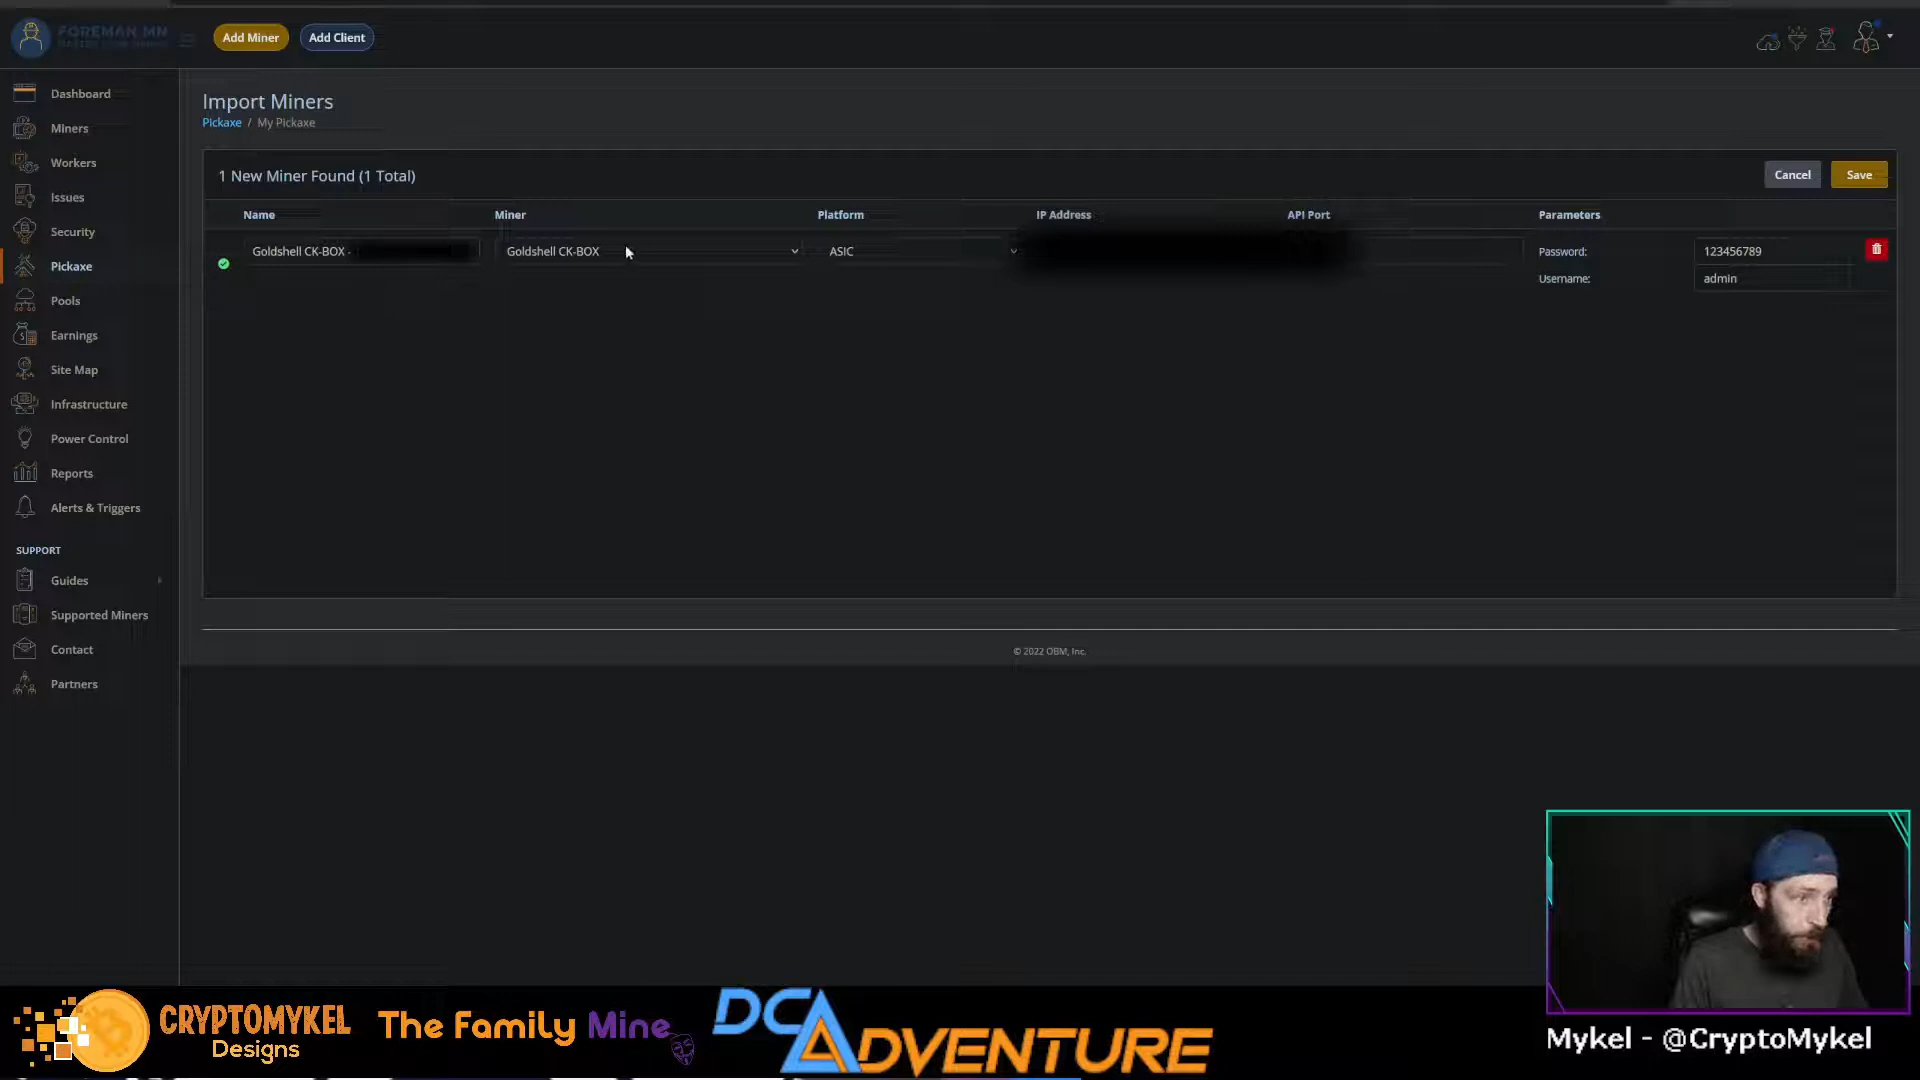 FOREMAN.MN
Add Miner
Add Client
Dashboard
Miners
Workers
Issues
Security
Pickaxe
Pools
Earnings
Site Map
Infrastructure
Power Control
Reports
Alerts & Triggers
SUPPORT
Guides
Supported Miners
Contact
Partners
Import Miners
Pickaxe / My Pickaxe
1 New Miner Found (1 Total)
Cancel
Save
Name Miner Platform IP Address API Port Parameters
Goldshell CK-BOX - Goldshell CK-BOX ASIC Password: 123456789
Username: admin
© 2022 OBM, Inc.
CRYPTOMYKEL
Designs
The Family Mine
DCADVENTURE
Mykel - @CryptoMykel